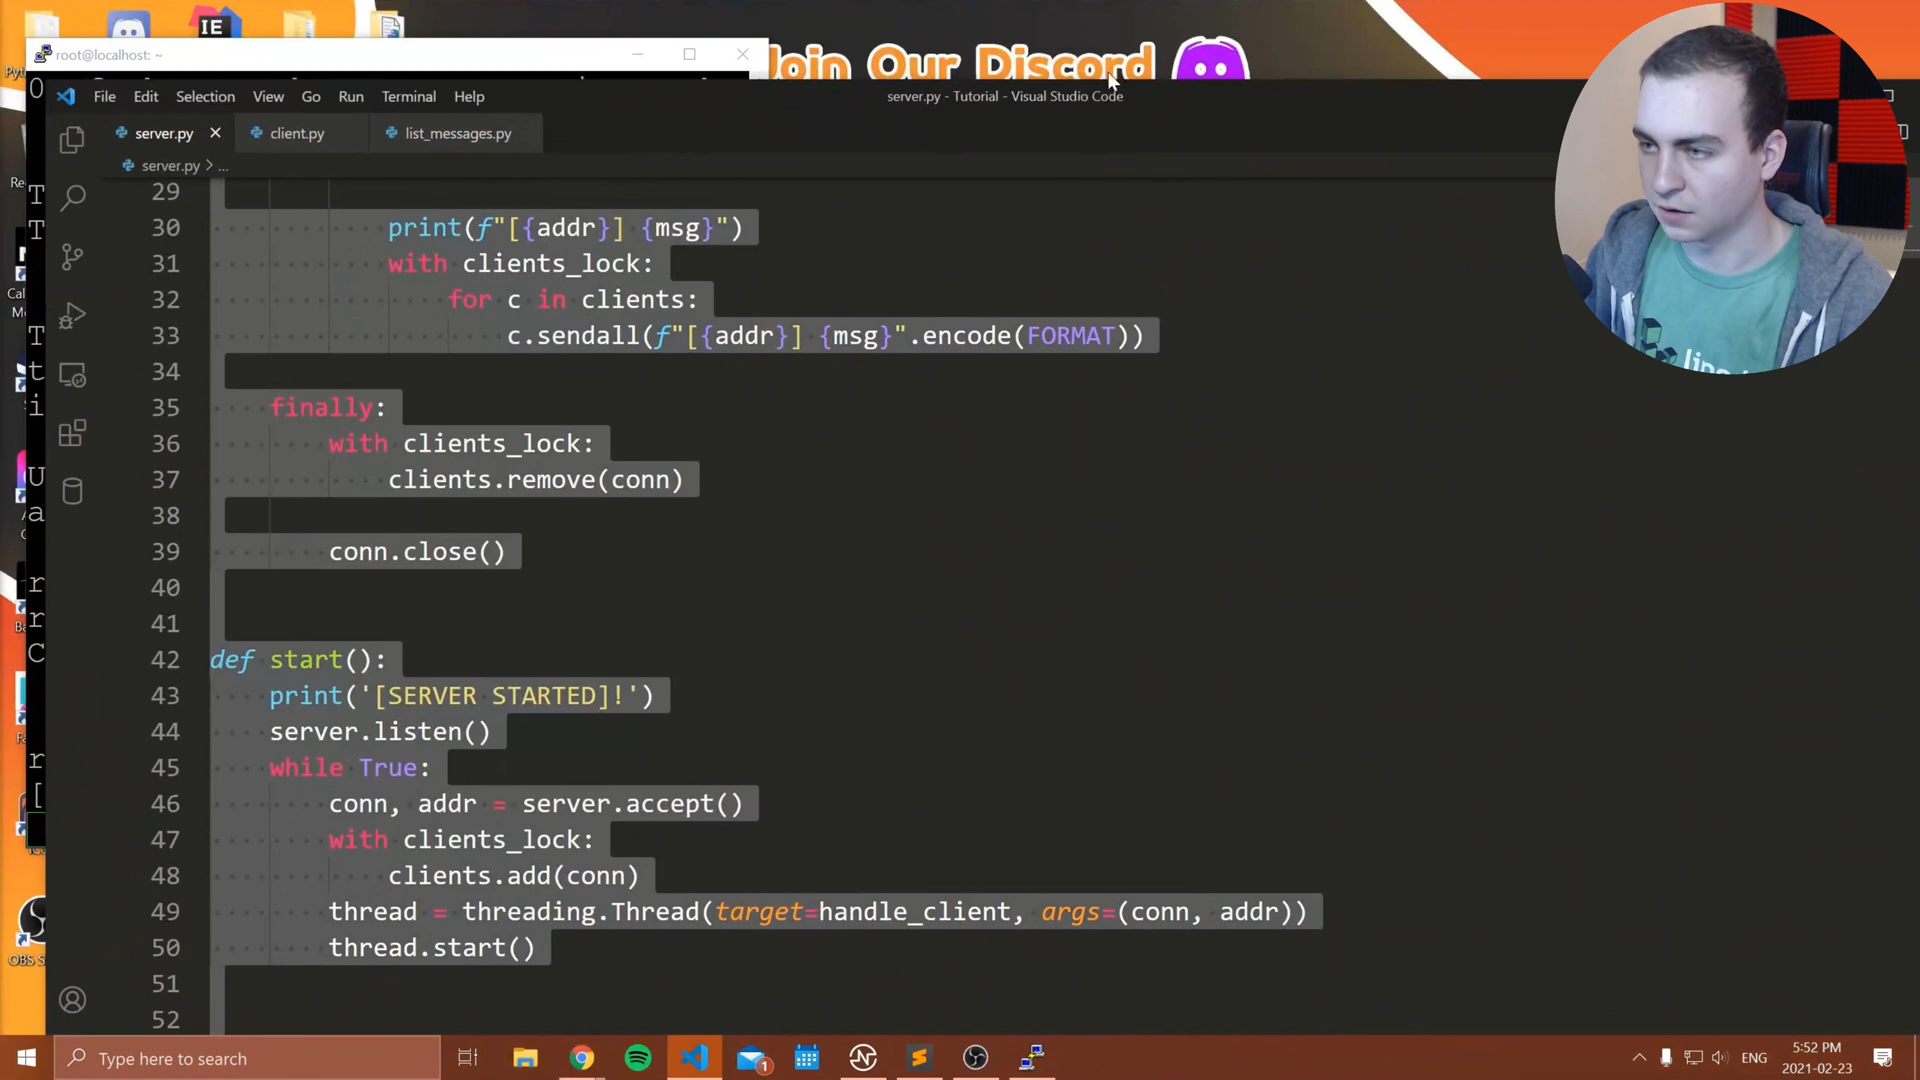 IE
root@localhost: ~
Join Our Discord
File Edit Selection View Go Run Terminal Help
server.py - Tutorial - Visual Studio Code
server.py client.py list_messages.py
server.py > ...
29
30 print(f"[{addr}] {msg}")
31 with clients_lock:
32 for c in clients:
33 c.sendall(f"[{addr}] {msg}".encode(FORMAT))
34
35 finally:
36 with clients_lock:
37 clients.remove(conn)
38
39 conn.close()
40
41
42 def start():
43 print('[SERVER STARTED]!')
44 server.listen()
45 while True:
46 conn, addr = server.accept()
47 with clients_lock:
48 clients.add(conn)
49 thread = threading.Thread(target=handle_client, args=(conn, addr))
50 thread.start()
51
52
OBS S
Type here to search
1
ENG
5:52 PM
2021-02-23